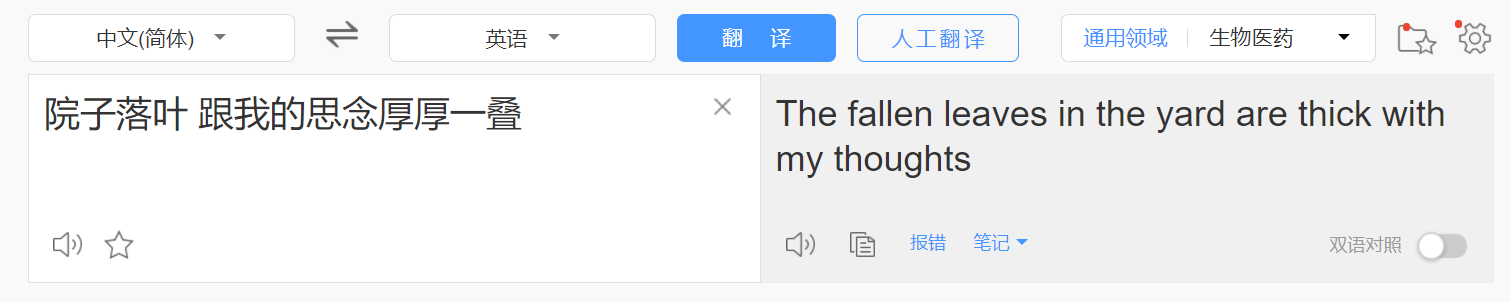 中文(简体) 英语 翻 译 人工翻译 通用领域 生物医药
院子落叶 跟我的思念厚厚一叠
The fallen leaves in the yard are thick with
my thoughts
报错 笔记 双语对照